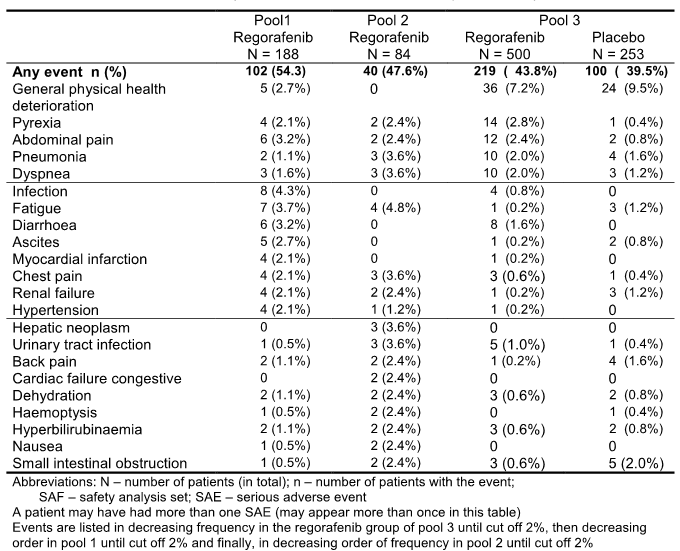 Pool1 Pool 2 Pool 3
Regorafenib Regorafenib Regorafenib Placebo
N = 188 N = 84 N = 500 N = 253
Any event n (%) 102 (54.3) 40 (47.6%) 219 ( 43.8%) 100 ( 39.5%)
General physical health 5 (2.7%) 0 36 (7.2%) 24 (9.5%)
deterioration
Pyrexia 4 (2.1%) 2 (2.4%) 14 (2.8%) 1 (0.4%)
Abdominal pain 6 (3.2%) 2 (2.4%) 12 (2.4%) 2 (0.8%)
Pneumonia 2 (1.1%) 3 (3.6%) 10 (2.0%) 4 (1.6%)
Dyspnea 3 (1.6%) 3 (3.6%) 10 (2.0%) 3 (1.2%)
Infection 8 (4.3%) 0 4 (0.8%) 0
Fatigue 7 (3.7%) 4 (4.8%) 1 (0.2%) 3 (1.2%)
Diarrhoea 6 (3.2%) 0 8 (1.6%) 0
Ascites 5 (2.7%) 0 1 (0.2%) 2 (0.8%)
Myocardial infarction 4 (2.1%) 0 1 (0.2%) 0
Chest pain 4 (2.1%) 3 (3.6%) 3 (0.6%) 1 (0.4%)
Renal failure 4 (2.1%) 2 (2.4%) 1 (0.2%) 3 (1.2%)
Hypertension 4 (2.1%) 1 (1.2%) 1 (0.2%) 0
Hepatic neoplasm 0 3 (3.6%) 0 0
Urinary tract infection 1 (0.5%) 3 (3.6%) 5 (1.0%) 1 (0.4%)
Back pain 2 (1.1%) 2 (2.4%) 1 (0.2%) 4 (1.6%)
Cardiac failure congestive 0 2 (2.4%) 0 0
Dehydration 2 (1.1%) 2 (2.4%) 3 (0.6%) 2 (0.8%)
Haemoptysis 1 (0.5%) 2 (2.4%) 0 1 (0.4%)
Hyperbilirubinaemia 2 (1.1%) 2 (2.4%) 3 (0.6%) 2 (0.8%)
Nausea 1 (0.5%) 2 (2.4%) 0 0
Small intestinal obstruction 1 (0.5%) 2 (2.4%) 3 (0.6%) 5 (2.0%)
Abbreviations: N – number of patients (in total); n – number of patients with the event;
SAF – safety analysis set; SAE – serious adverse event
A patient may have had more than one SAE (may appear more than once in this table)
Events are listed in decreasing frequency in the regorafenib group of pool 3 until cut off 2%, then decreasing
order in pool 1 until cut off 2% and finally, in decreasing order of frequency in pool 2 until cut off 2%